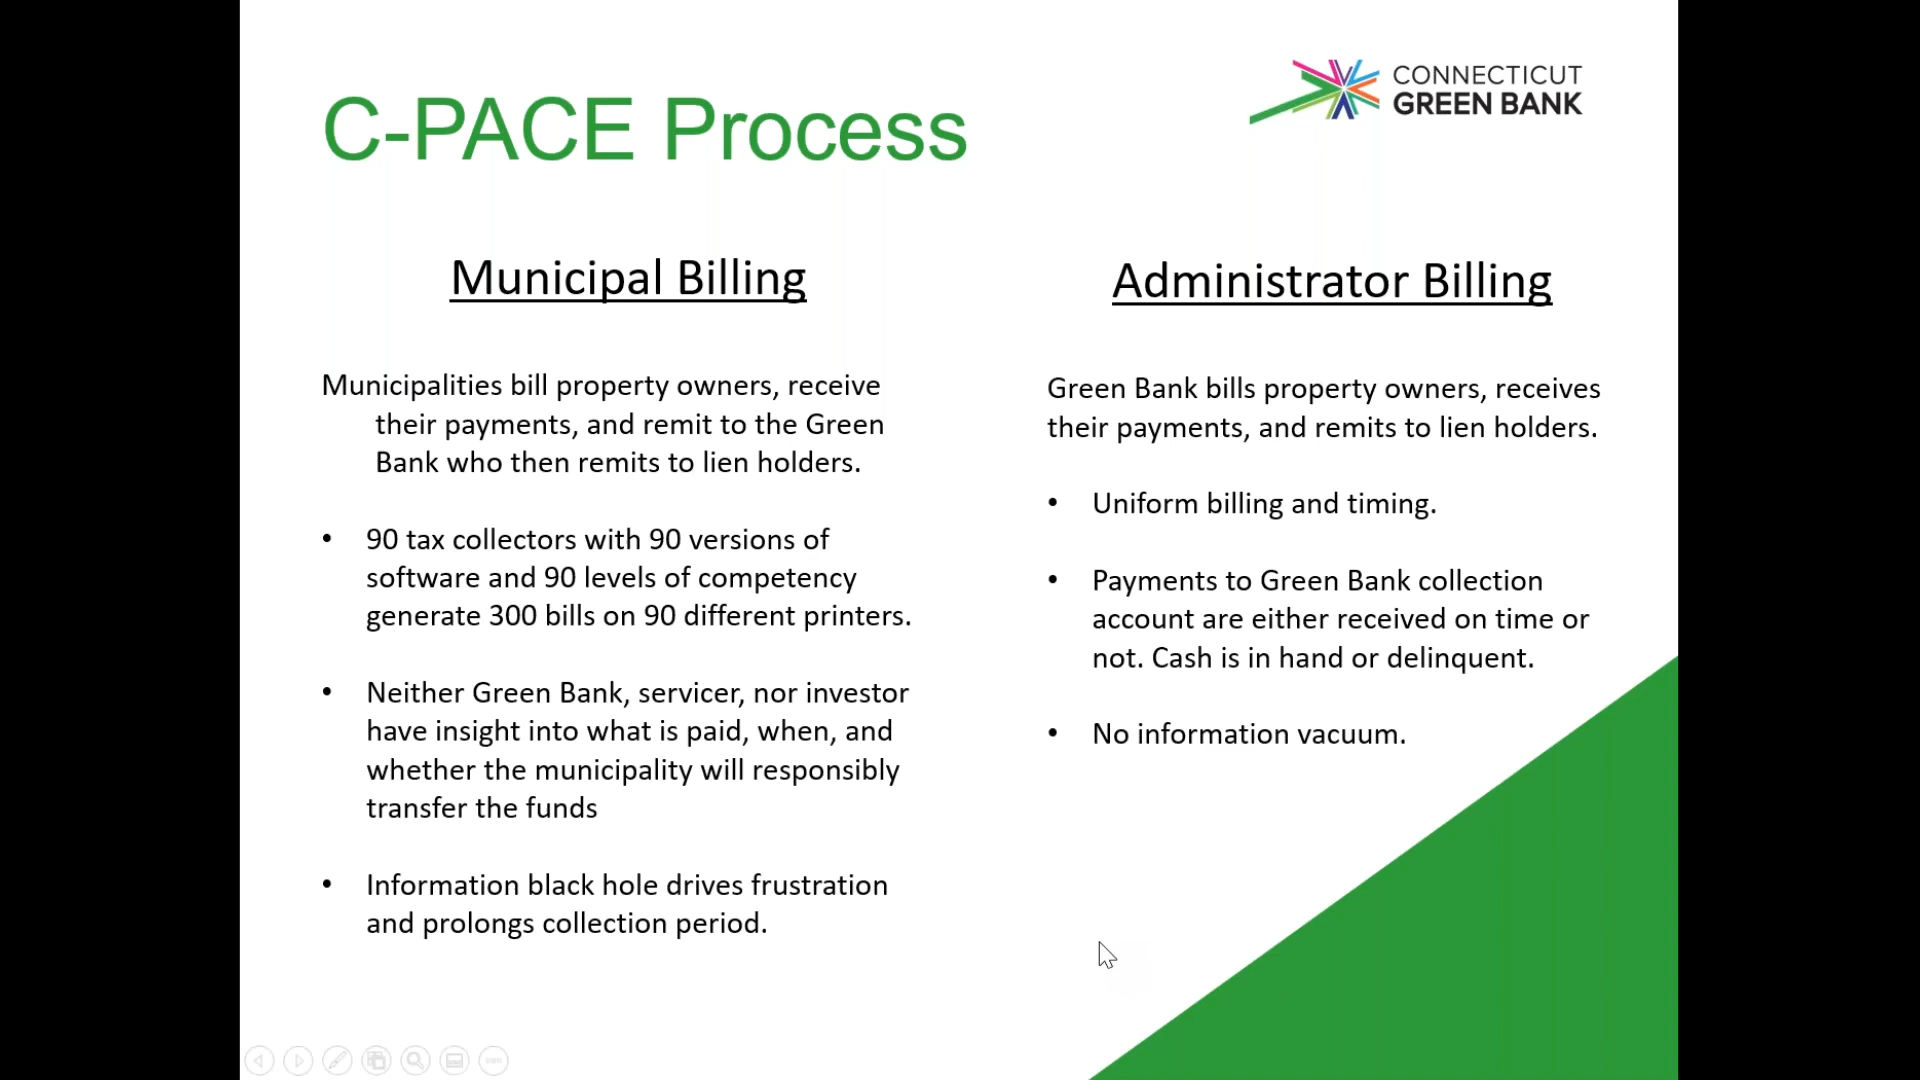 C-PACE Process
CONNECTICUT
GREEN BANK
Municipal Billing
Municipalities bill property owners, receive
their payments, and remit to the Green
Bank who then remits to lien holders.
• 90 tax collectors with 90 versions of
software and 90 levels of competency
generate 300 bills on 90 different printers.
• Neither Green Bank, servicer, nor investor
have insight into what is paid, when, and
whether the municipality will responsibly
transfer the funds
• Information black hole drives frustration
and prolongs collection period.
Administrator Billing
Green Bank bills property owners, receives
their payments, and remits to lien holders.
• Uniform billing and timing.
• Payments to Green Bank collection
account are either received on time or
not. Cash is in hand or delinquent.
• No information vacuum.